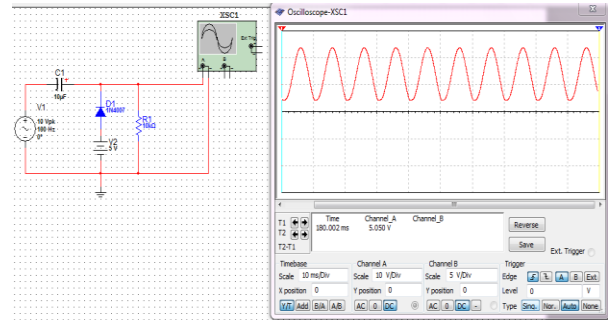 XSC1
Ext Trig
A
B
C1
10µF
V1
10 Vpk
100 Hz
0°
D1
1N4007
V2
5 V
R1
10kΩ
Oscilloscope-XSC1
T1
T2
T2-T1
Time Channel_A Channel_B
180.002 ms 5.050 V
Reverse
Save
Ext. Trigger
Timebase
Scale 10 ms/Div
X position 0
Y/T Add B/A A/B
Channel A
Scale 10 V/Div
Y position 0
AC 0 DC
Channel B
Scale 5 V/Div
Y position 0
AC 0 DC -
Trigger
Edge A B Ext
Level 0 V
Type Sing. Nor. Auto None